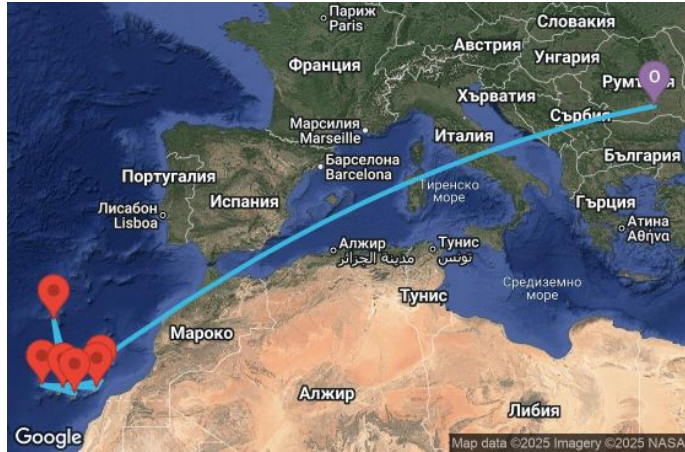 Париж
Paris
Словакия
Австрия
Унгария
Франция
О
Хърватия
Сърбия
Марсилия
Marseille
Италия
България
Барселона
Barcelona
Португалия
Испания
Тиренско
море
Гърция
Лисабон
Lisboa
Атина
Αθήνα
Алжир
مدينة الجزائر
Тунис
تونس
Средиземно
море
Тунис
Мароко
Алжир
Либия
Google
Map data ©2025 Imagery ©2025 NASA